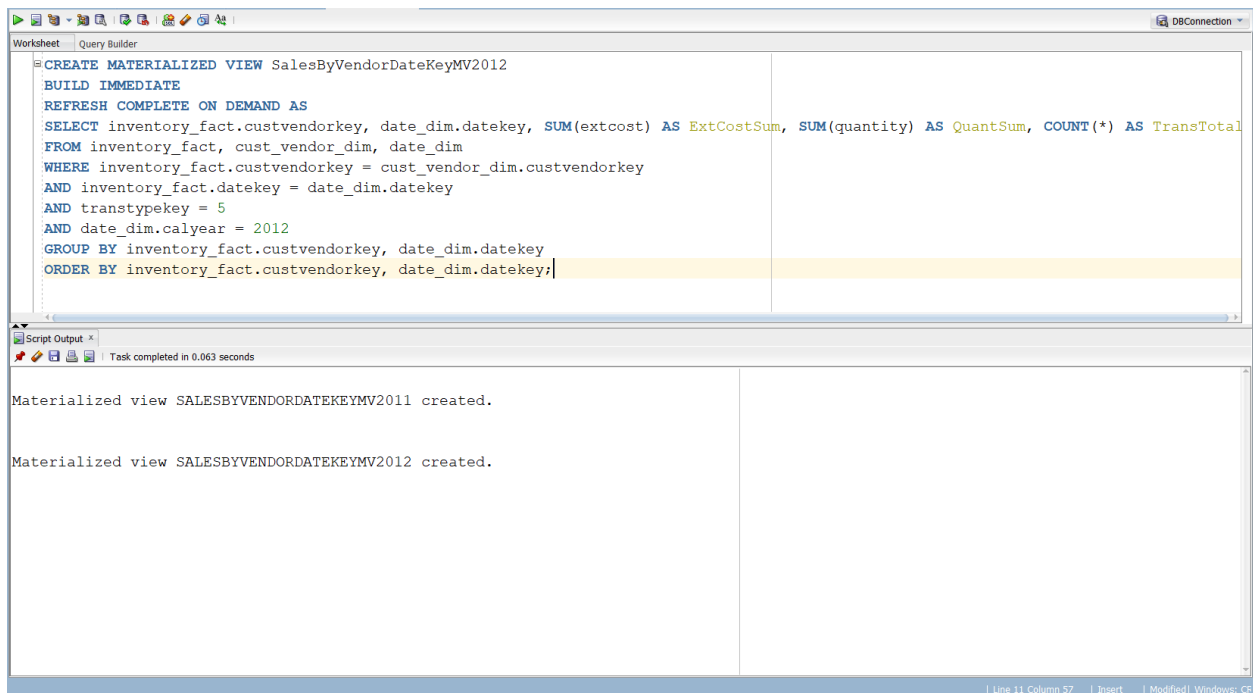 DBConnection
Worksheet Query Builder
CREATE MATERIALIZED VIEW SalesByVendorDateKeyMV2012
BUILD IMMEDIATE
REFRESH COMPLETE ON DEMAND AS
SELECT inventory_fact.custvendorkey, date_dim.datekey, SUM(extcost) AS ExtCostSum, SUM(quantity) AS QuantSum, COUNT(*) AS TransTotal
FROM inventory_fact, cust_vendor_dim, date_dim
WHERE inventory_fact.custvendorkey = cust_vendor_dim.custvendorkey
AND inventory_fact.datekey = date_dim.datekey
AND transtypekey = 5
AND date_dim.calyear = 2012
GROUP BY inventory_fact.custvendorkey, date_dim.datekey
ORDER BY inventory_fact.custvendorkey, date_dim.datekey;
Script Output x
| Task completed in 0.063 seconds
Materialized view SALESBYVENDORDATEKEYMV2011 created.
Materialized view SALESBYVENDORDATEKEYMV2012 created.
| Line 11 Column 57 | Insert | Modified| Windows: CR